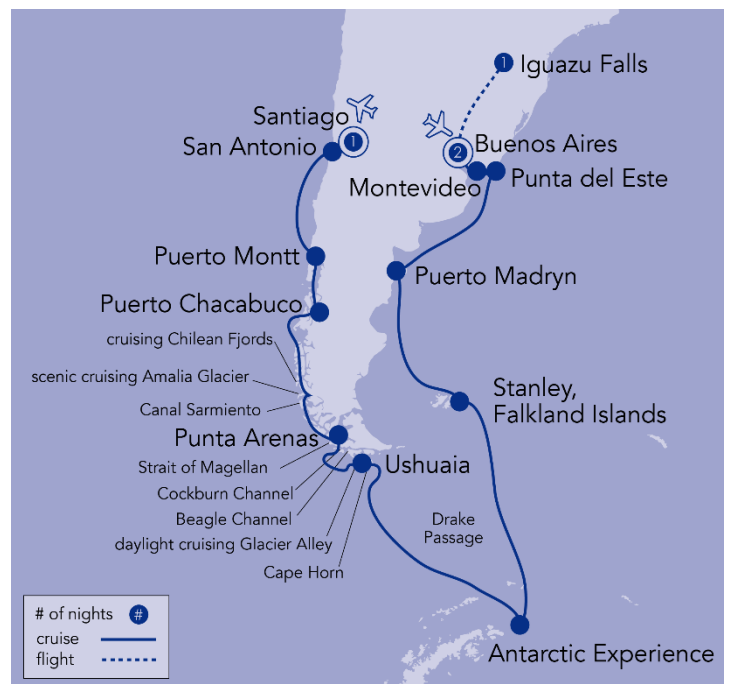 1
Iguazu Falls
Santiago
1
San Antonio
2
Buenos Aires
Montevideo
Punta del Este
Puerto Montt
Puerto Madryn
Puerto Chacabuco
cruising Chilean Fjords
scenic cruising Amalia Glacier
Canal Sarmiento
Stanley,
Falkland Islands
Punta Arenas
Strait of Magellan
Ushuaia
Cockburn Channel
Beagle Channel
daylight cruising Glacier Alley
Cape Horn
Drake
Passage
Antarctic Experience
# of nights #
cruise
flight